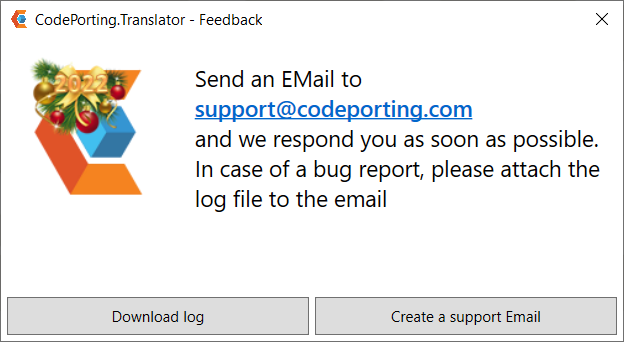 CodePorting.Translator - Feedback
2022
Send an EMail to
support@codeporting.com
and we respond you as soon as possible.
In case of a bug report, please attach the
log file to the email
Download log
Create a support Email